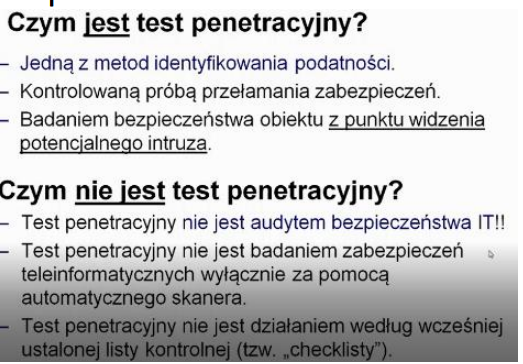 Czym jest test penetracyjny?
– Jedną z metod identyfikowania podatności.
– Kontrolowaną próbą przełamania zabezpieczeń.
– Badaniem bezpieczeństwa obiektu z punktu widzenia
potencjalnego intruza.
Czym nie jest test penetracyjny?
– Test penetracyjny nie jest audytem bezpieczeństwa IT!!
– Test penetracyjny nie jest badaniem zabezpieczeń
teleinformatycznych wyłącznie za pomocą
automatycznego skanera.
– Test penetracyjny nie jest działaniem według wcześniej
ustalonej listy kontrolnej (tzw. „checklisty”).